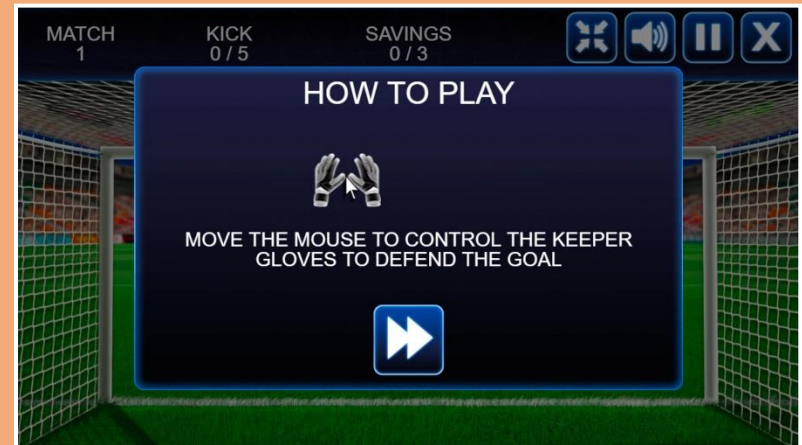 MATCH
1
KICK
0 / 5
SAVINGS
0 / 3
X
HOW TO PLAY
MOVE THE MOUSE TO CONTROL THE KEEPER
GLOVES TO DEFEND THE GOAL